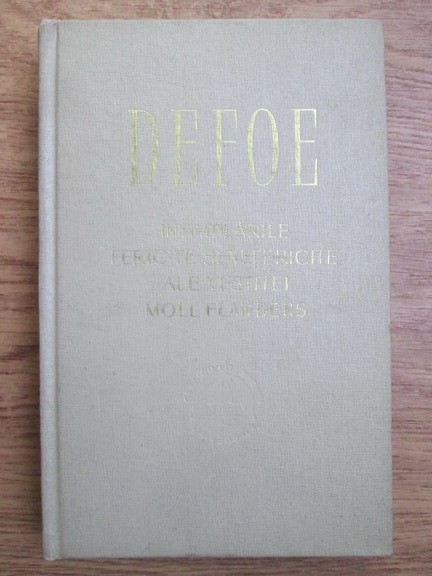 DEFOE
ÎNTÎMPLĂRILE
FERICITE ȘI NEFERICITE
ALE VESTITEI
MOLL FLANDERS